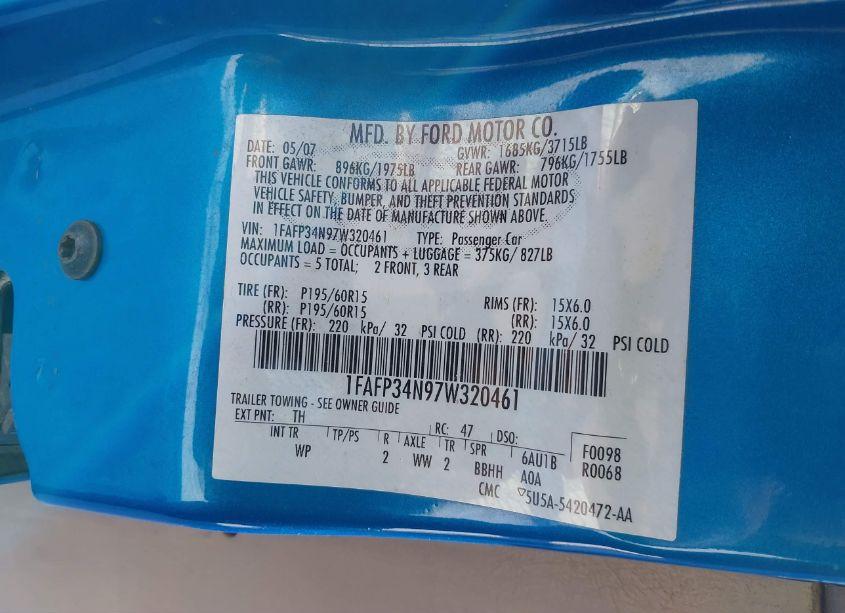 MFD. BY FORD MOTOR CO.
DATE: 05/07 GVWR: 1685KG/3715LB
FRONT GAWR: 896KG/1975LB REAR GAWR: 796KG/1755LB
THIS VEHICLE CONFORMS TO ALL APPLICABLE FEDERAL MOTOR
VEHICLE SAFETY, BUMPER, AND THEFT PREVENTION STANDARDS
IN EFFECT ON THE DATE OF MANUFACTURE SHOWN ABOVE.
VIN: 1FAFP34N97W320461 TYPE: Passenger Car
MAXIMUM LOAD = OCCUPANTS + LUGGAGE = 375KG/ 827LB
OCCUPANTS = 5 TOTAL; 2 FRONT, 3 REAR
TIRE (FR): P195/60R15 RIMS (FR): 15X6.0
(RR): P195/60R15 (RR): 15X6.0
PRESSURE (FR): 220 kPa/ 32 PSI COLD (RR): 220 kPa/ 32 PSI COLD
1FAFP34N97W320461
TRAILER TOWING - SEE OWNER GUIDE
EXT PNT: TH RC: 47 DSO:
INT TR TP/PS R AXLE TR SPR 6AU1B F0098
WP 2 WW 2 BBHH AOA R0068
CMC ▽5U5A-5420472-AA